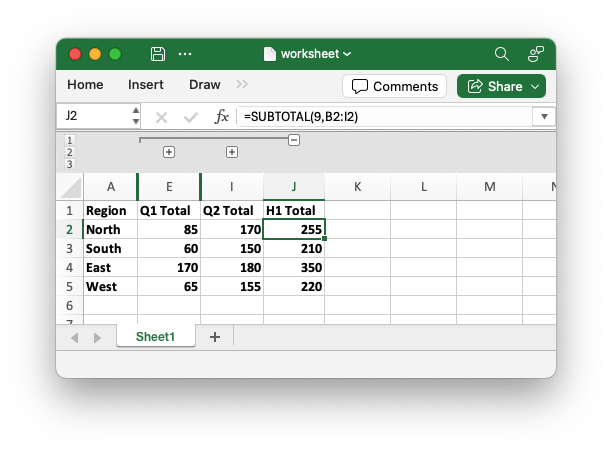 worksheet
Home Insert Draw Comments Share
J2 fx =SUBTOTAL(9,B2:I2)
1
2
3
A E I J K L M N
1 Region Q1 Total Q2 Total H1 Total
2 North 85 170 255
3 South 60 150 210
4 East 170 180 350
5 West 65 155 220
6
7
Sheet1 +